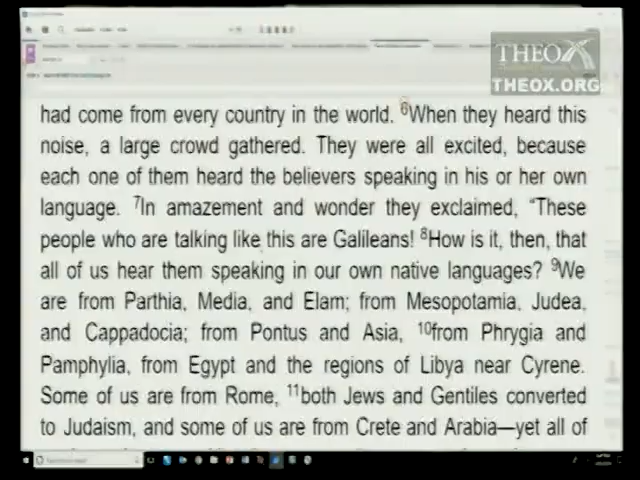 THEOX
THEOX.ORG
had come from every country in the world. 6When they heard this
noise, a large crowd gathered. They were all excited, because
each one of them heard the believers speaking in his or her own
language. 7In amazement and wonder they exclaimed, “These
people who are talking like this are Galileans! 8How is it, then, that
all of us hear them speaking in our own native languages? 9We
are from Parthia, Media, and Elam; from Mesopotamia, Judea,
and Cappadocia; from Pontus and Asia, 10from Phrygia and
Pamphylia, from Egypt and the regions of Libya near Cyrene.
Some of us are from Rome, 11both Jews and Gentiles converted
to Judaism, and some of us are from Crete and Arabia—yet all of